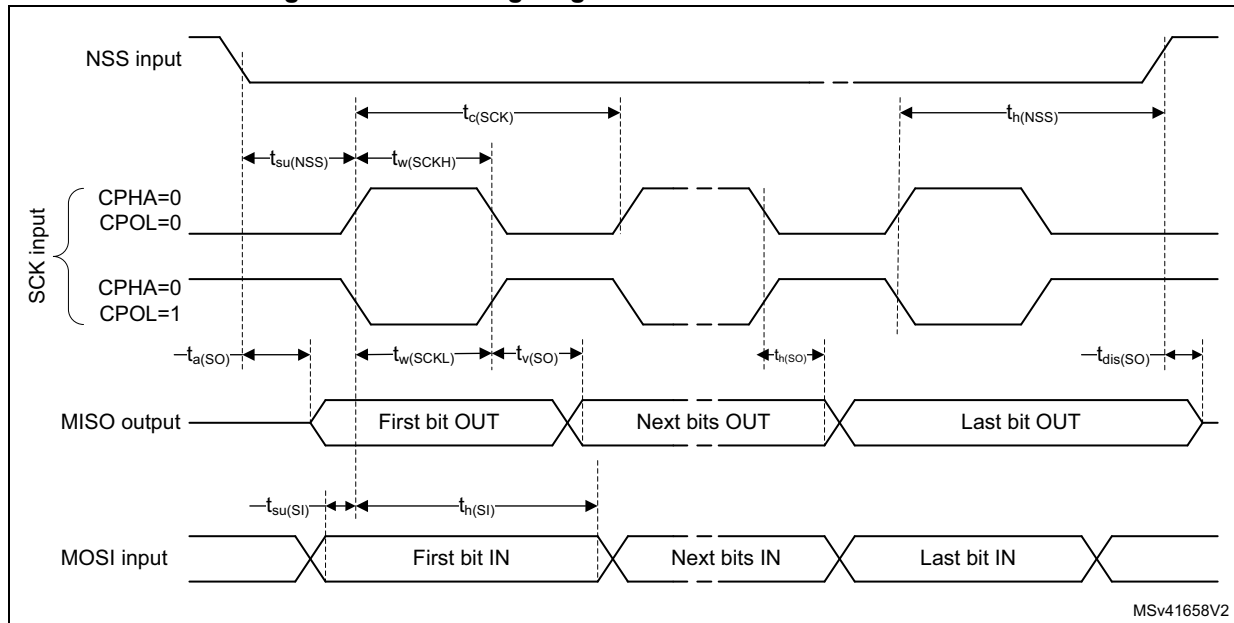 NSS input
tc(SCK)
th(NSS)
tsu(NSS)
tw(SCKH)
CPHA=0
CPOL=0
SCK input
CPHA=0
CPOL=1
ta(SO)
tw(SCKL)
tv(SO)
th(SO)
tdis(SO)
MISO output
First bit OUT
Next bits OUT
Last bit OUT
tsu(SI)
th(SI)
MOSI input
First bit IN
Next bits IN
Last bit IN
MSv41658V2